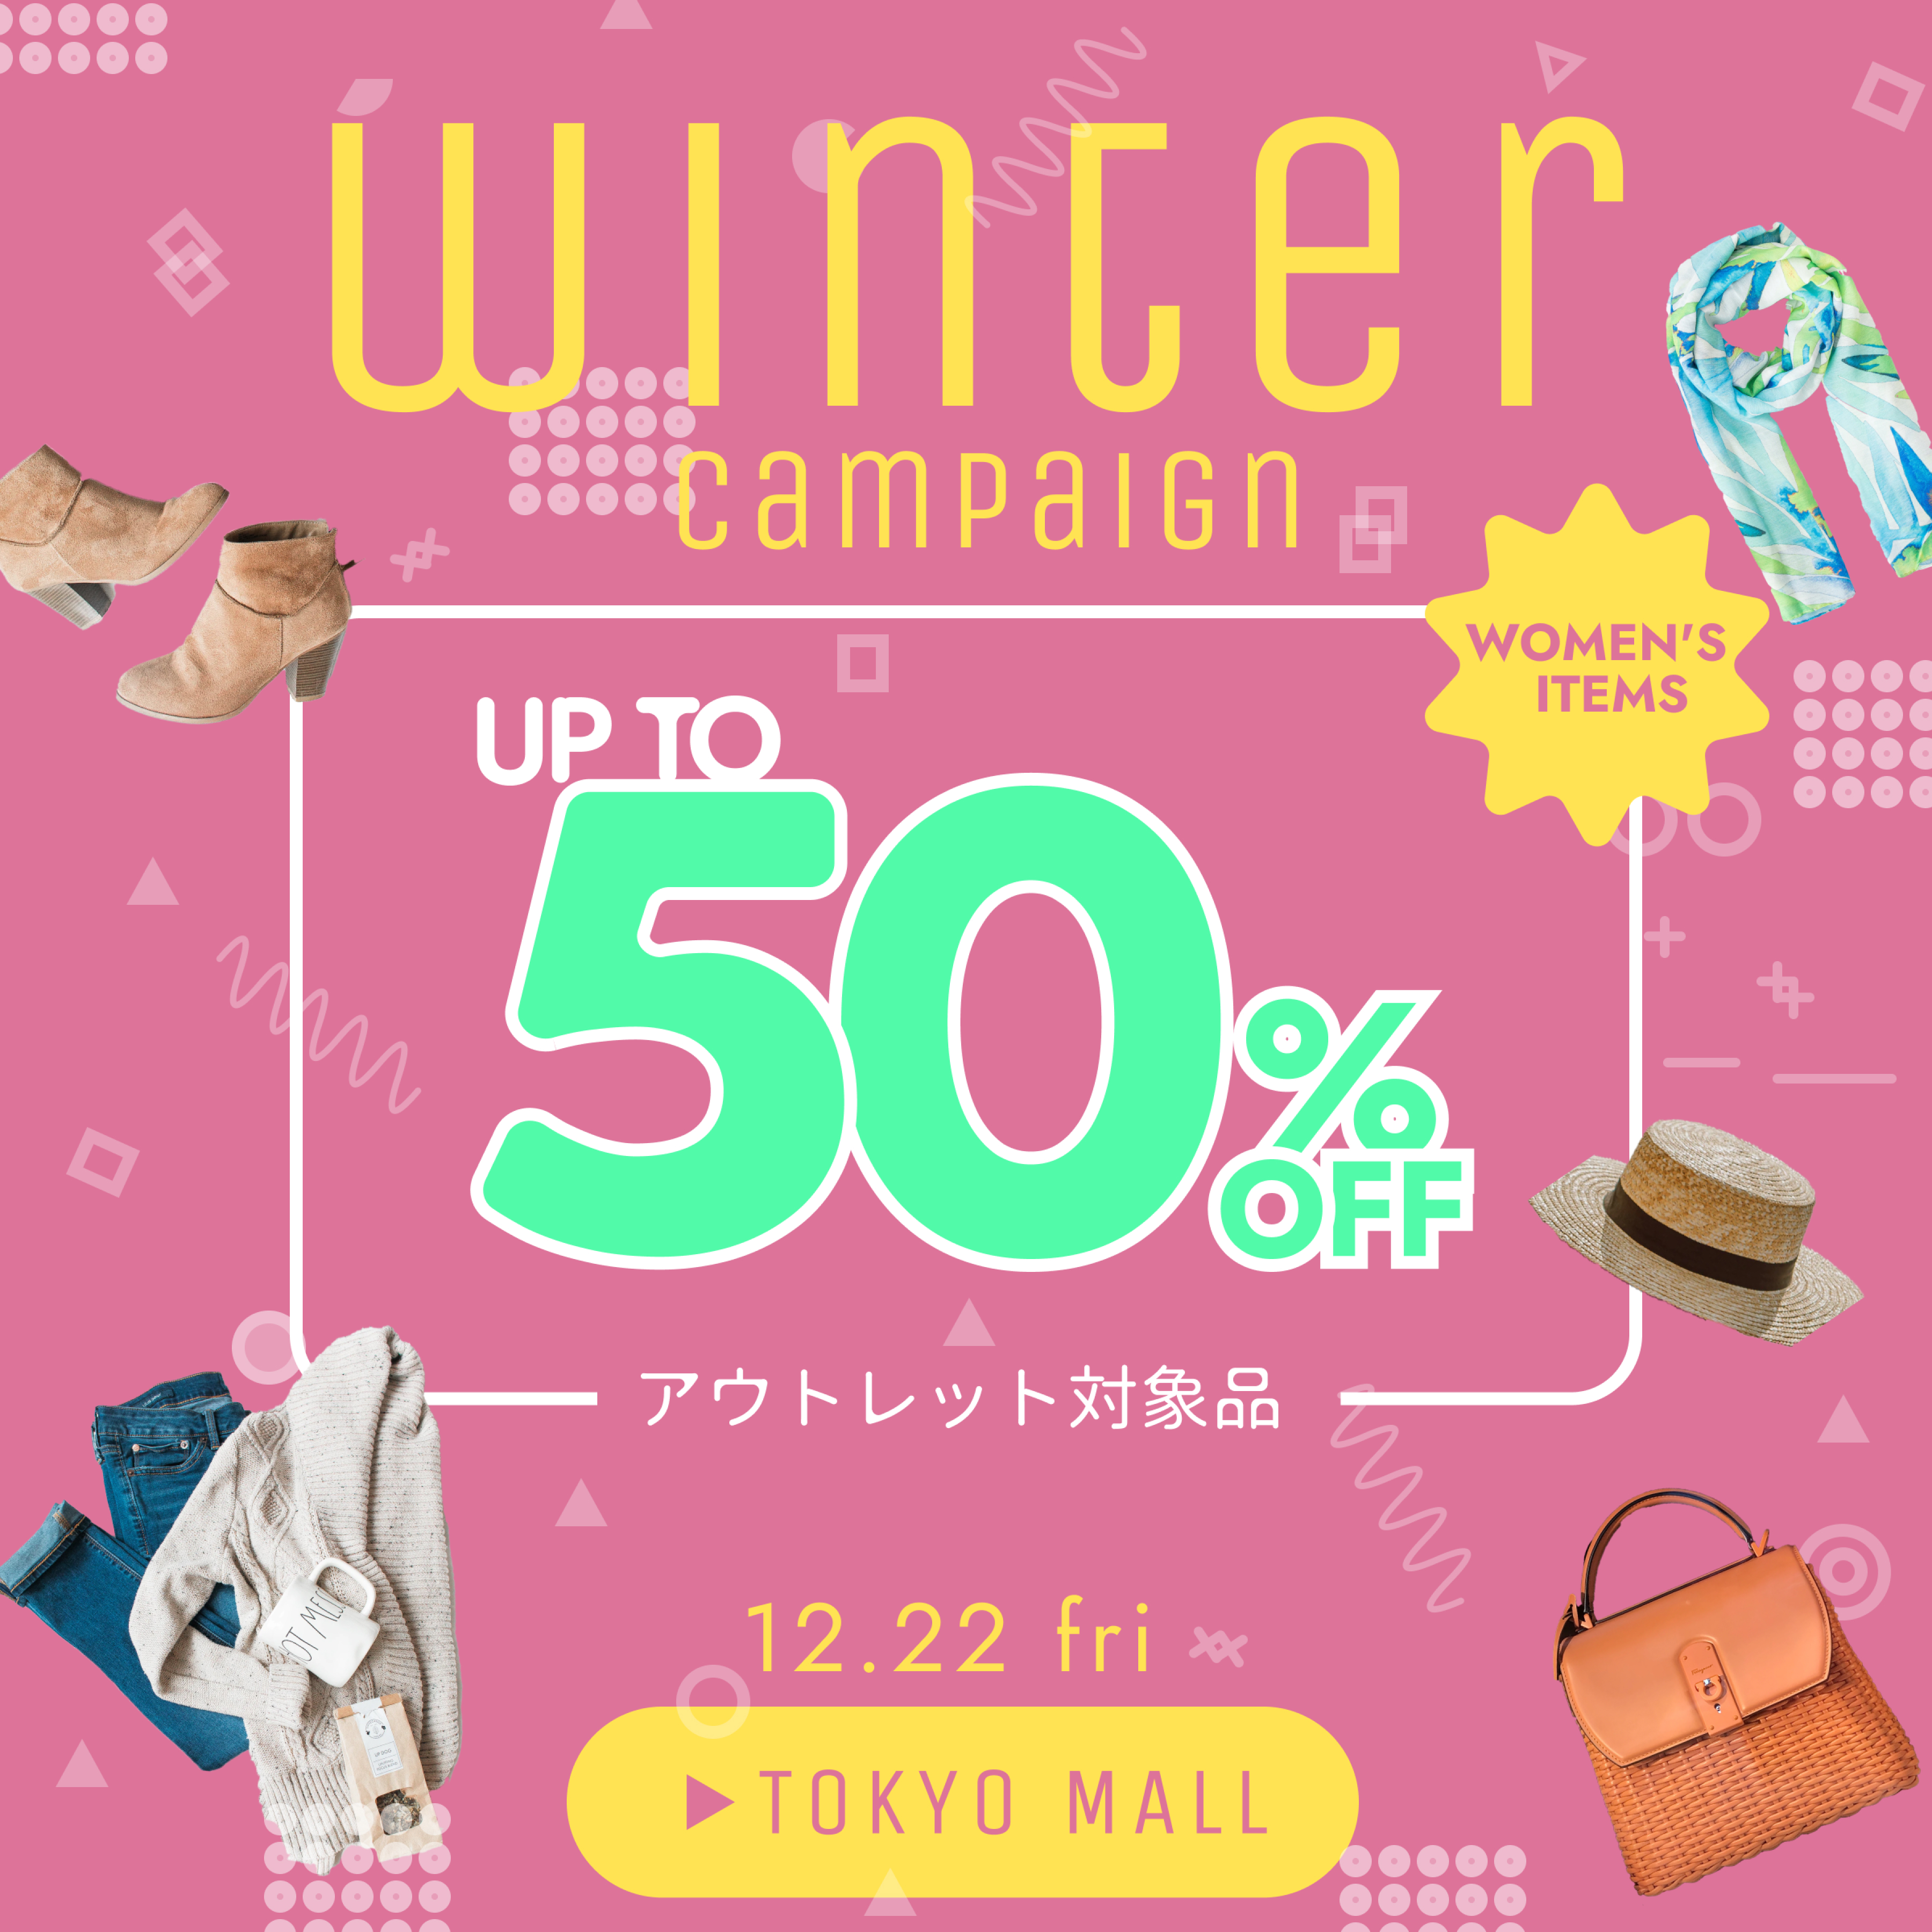 winter
campaign
WOMEN'S
ITEMS
UP TO
50%
OFF
アウトレット対象品
12.22 fri
▶TOKYO MALL